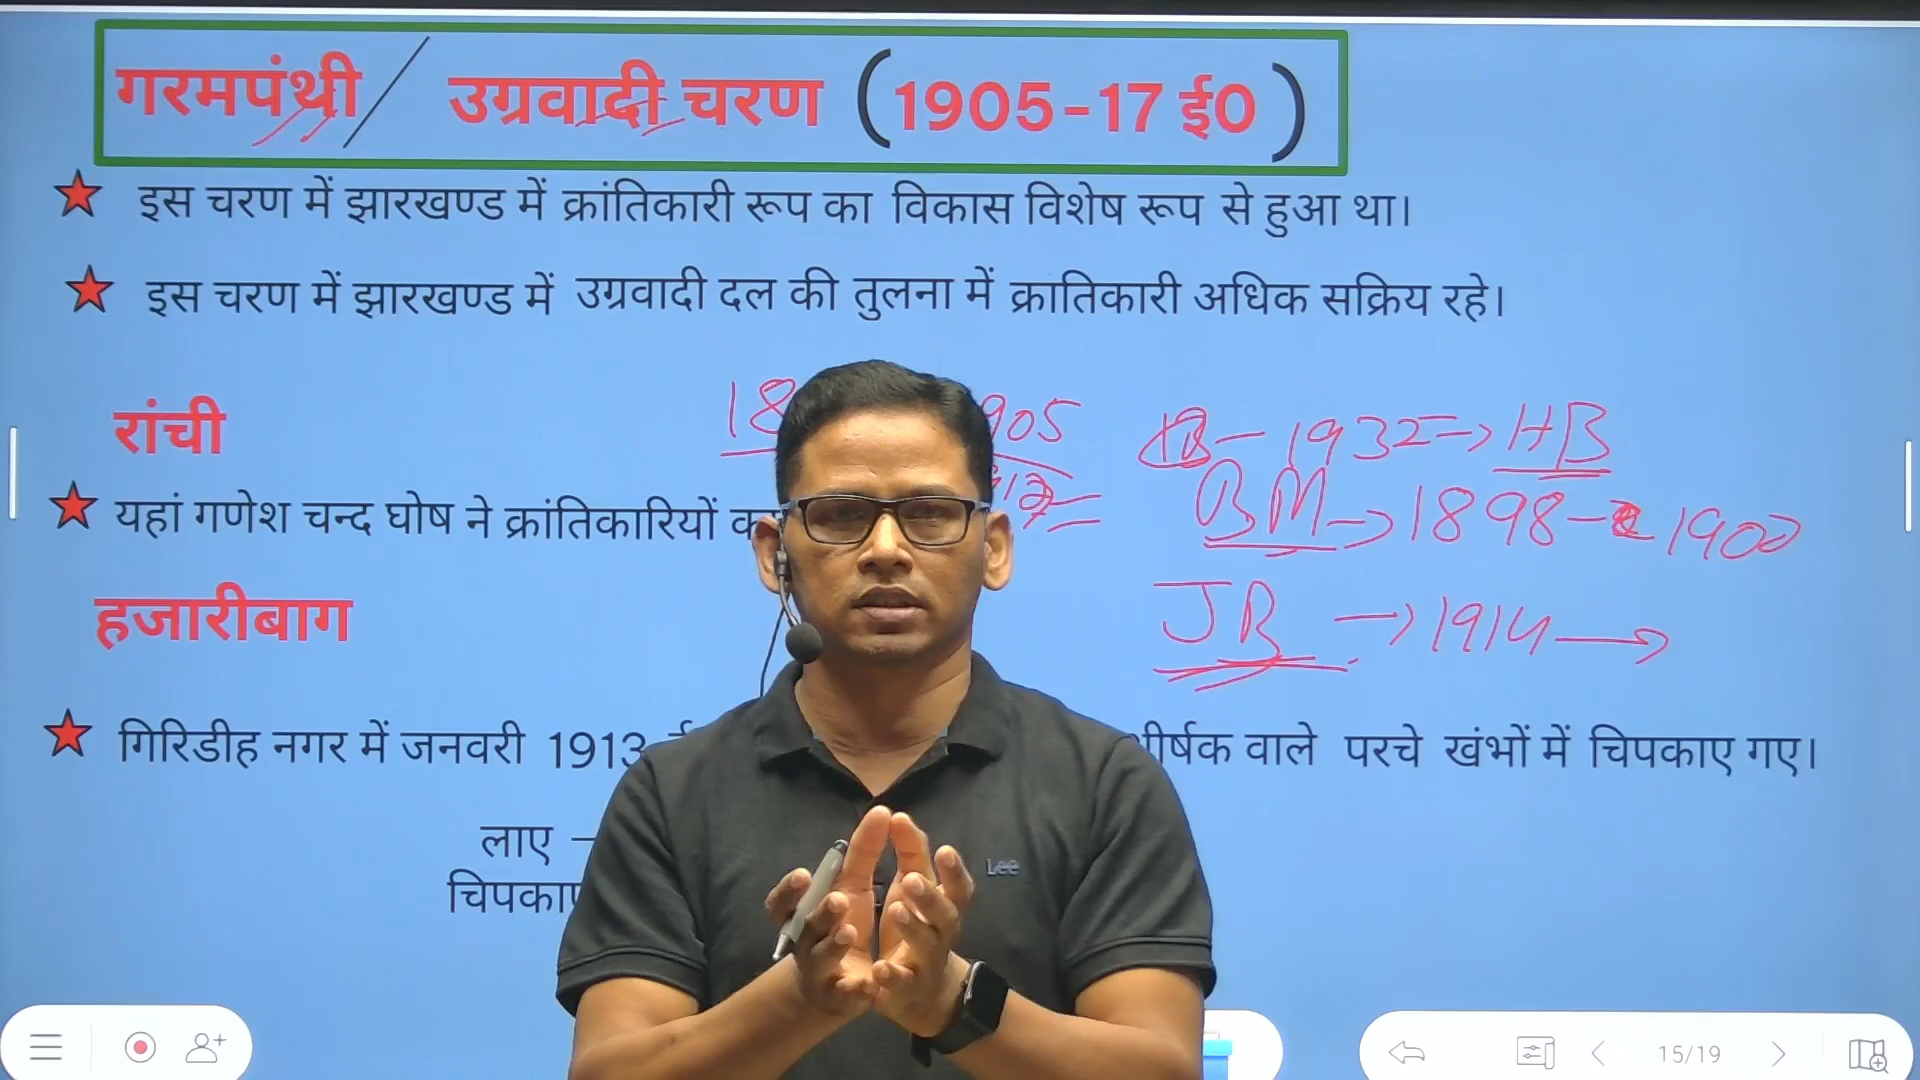 गरमपंथी / उग्रवादी चरण (1905-17 ई0)
इस चरण में झारखण्ड में क्रांतिकारी रूप का विकास विशेष रूप से हुआ था।
इस चरण में झारखण्ड में उग्रवादी दल की तुलना में क्रातिकारी अधिक सक्रिय रहे।
18 905
- 1932 => HB
रांची
BM -> 1898 - 1900
यहां गणेश चन्द घोष ने क्रांतिकारियों
हजारीबाग
JB -> 1914 ->
गिरिडीह नगर में जनवरी 1913 शीर्षक वाले परचे खंभों में चिपकाए गए।
लाए –
चिपकाए
Lee
15/19